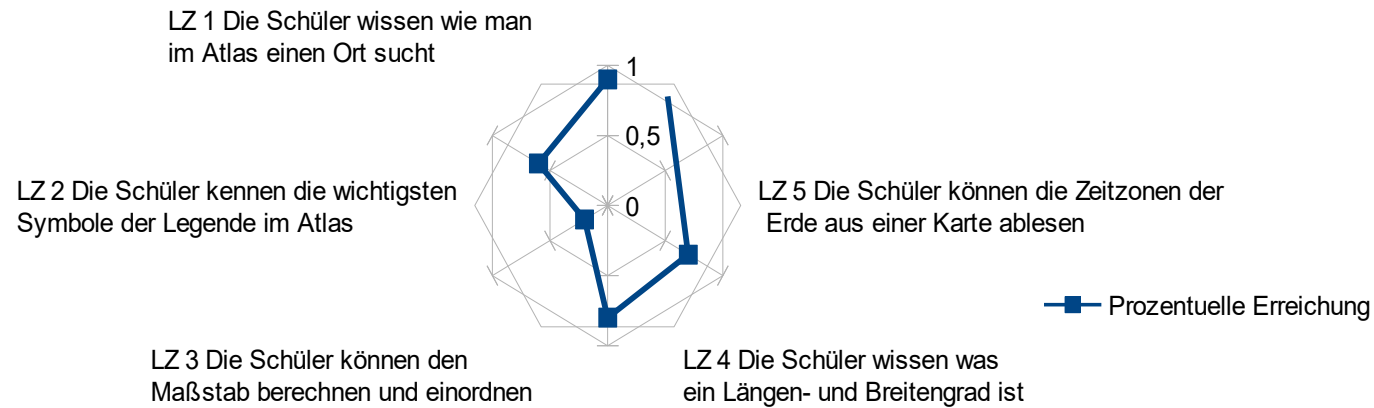 LZ 1 Die Schüler wissen wie man
im Atlas einen Ort sucht
1
0,5
0
LZ 2 Die Schüler kennen die wichtigsten
Symbole der Legende im Atlas
LZ 5 Die Schüler können die Zeitzonen der
Erde aus einer Karte ablesen
Prozentuelle Erreichung
LZ 3 Die Schüler können den
Maßstab berechnen und einordnen
LZ 4 Die Schüler wissen was
ein Längen- und Breitengrad ist